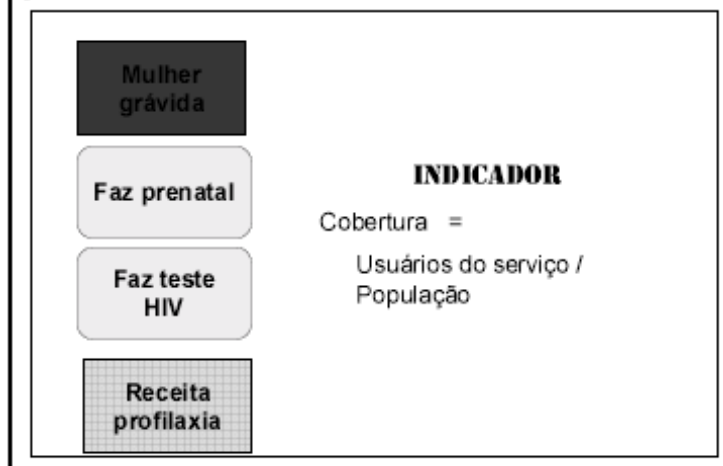 Mulher
grávida
Faz prenatal
Faz teste
HIV
Receita
profilaxia
INDICADOR
Cobertura =
Usuários do serviço /
População